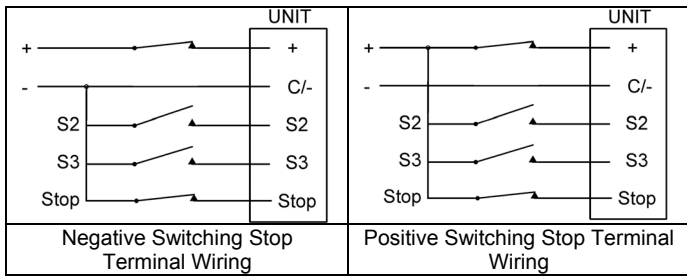 UNIT
+ +
- C/-
S2 S2
S3 S3
Stop Stop
Negative Switching Stop
Terminal Wiring
UNIT
+ +
- C/-
S2 S2
S3 S3
Stop Stop
Positive Switching Stop Terminal
Wiring